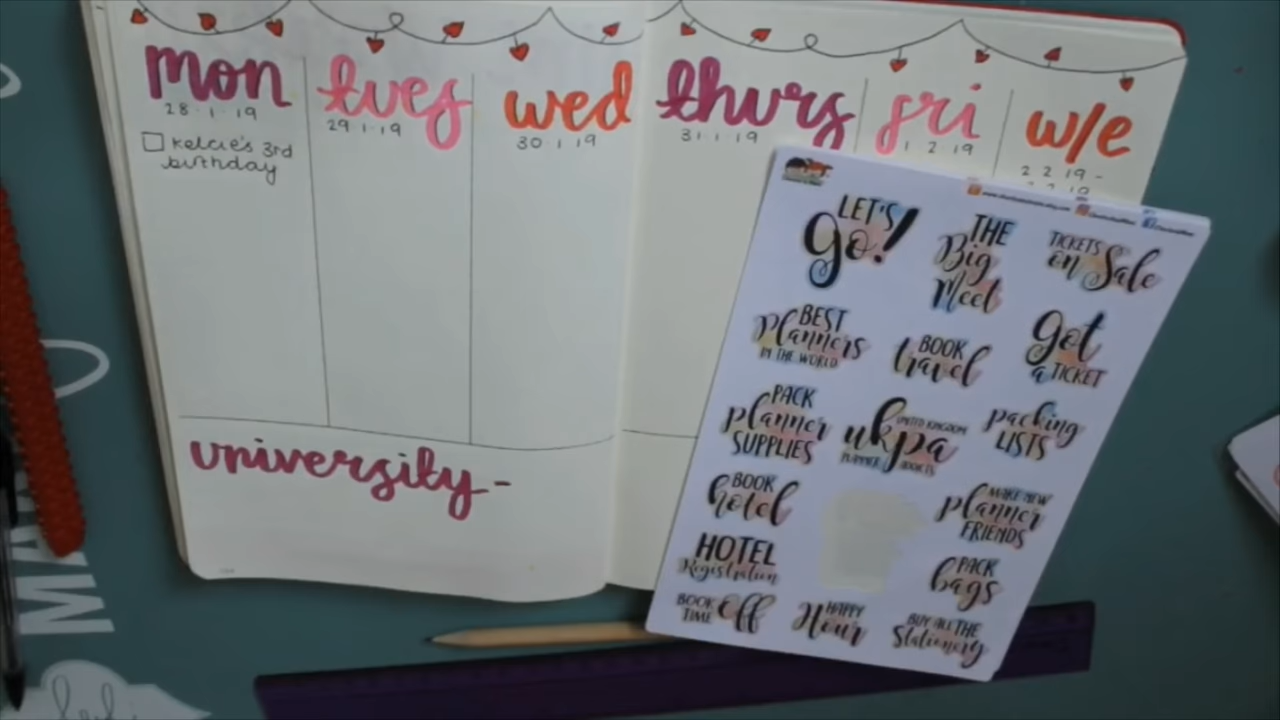 mon
28·1·19
kelcie's 3rd
birthday
tues
29·1·19
wed
30·1·19
thurs
31·1·19
fri
1 2 19
w/e
2 2 19 -
university -
LET'S
go!
THE
Big
Meet
TICKETS
on Sale
BEST
planners
IN THE WORLD
BOOK
travel
got
a TICKET
PACK
planner
SUPPLIES
UNITED KINGDOM
ukpa
PLANNER ADDICTS
packing
LISTS
BOOK
hotel
MAKE NEW
planner
FRIENDS
HOTEL
Registration
PACK
bags
BOOK
TIME off
HAPPY
Hour
BUY ALL THE
Stationery